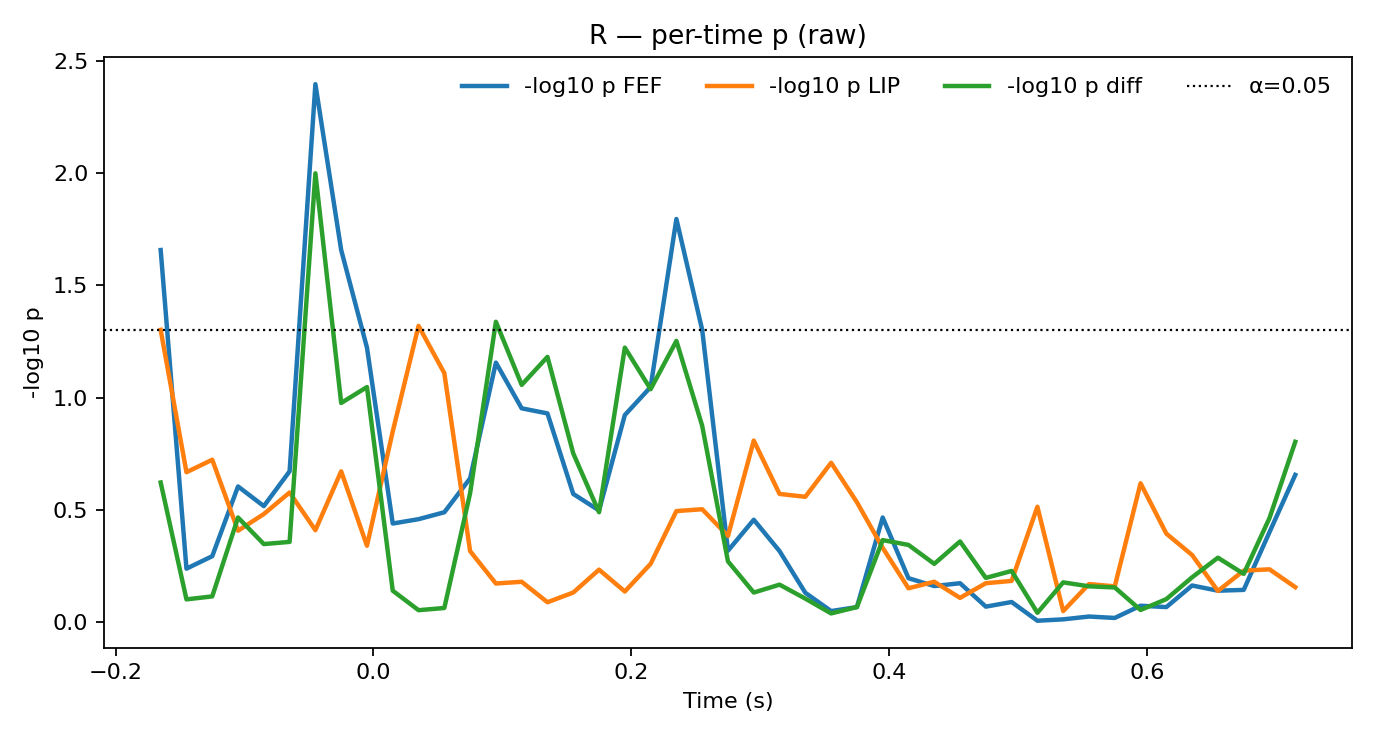 R — per-time p (raw)
-log10 p FEF
-log10 p LIP
-log10 p diff
α=0.05
-log10 p
2.5
2.0
1.5
1.0
0.5
0.0
−0.2
0.0
0.2
0.4
0.6
Time (s)